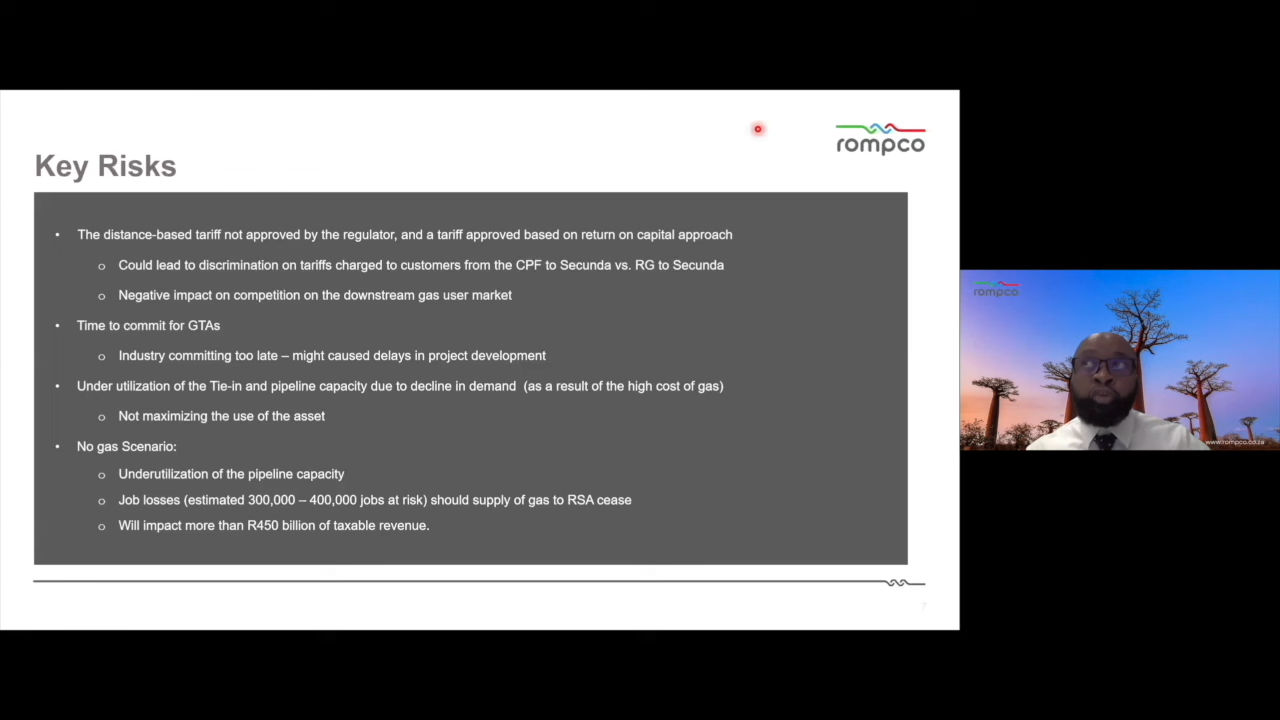 rompco
Key Risks
• The distance-based tariff not approved by the regulator, and a tariff approved based on return on capital approach
o Could lead to discrimination on tariffs charged to customers from the CPF to Secunda vs. RG to Secunda
o Negative impact on competition on the downstream gas user market
• Time to commit for GTAs
o Industry committing too late – might caused delays in project development
• Under utilization of the Tie-in and pipeline capacity due to decline in demand (as a result of the high cost of gas)
o Not maximizing the use of the asset
• No gas Scenario:
o Underutilization of the pipeline capacity
o Job losses (estimated 300,000 – 400,000 jobs at risk) should supply of gas to RSA cease
o Will impact more than R450 billion of taxable revenue.
7
rompco
www.rompco.co.za